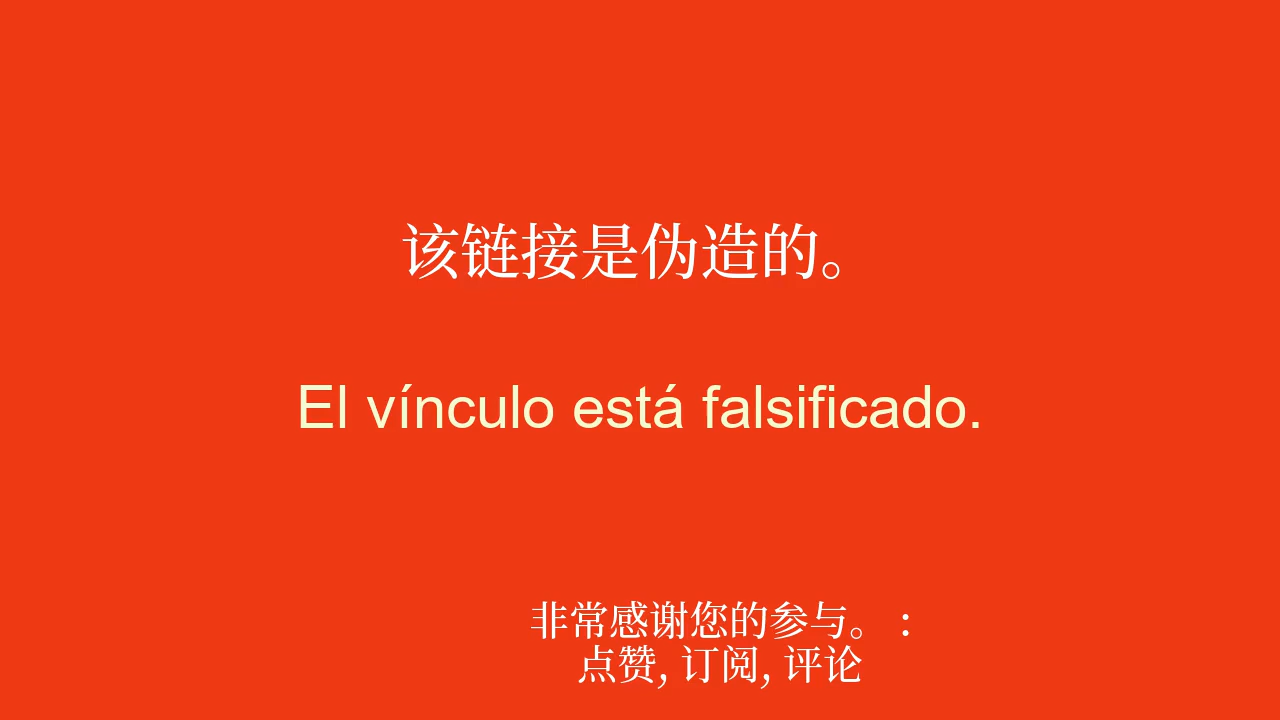 该链接是伪造的。
El vínculo está falsificado.
非常感谢您的参与。 :
点赞, 订阅, 评论